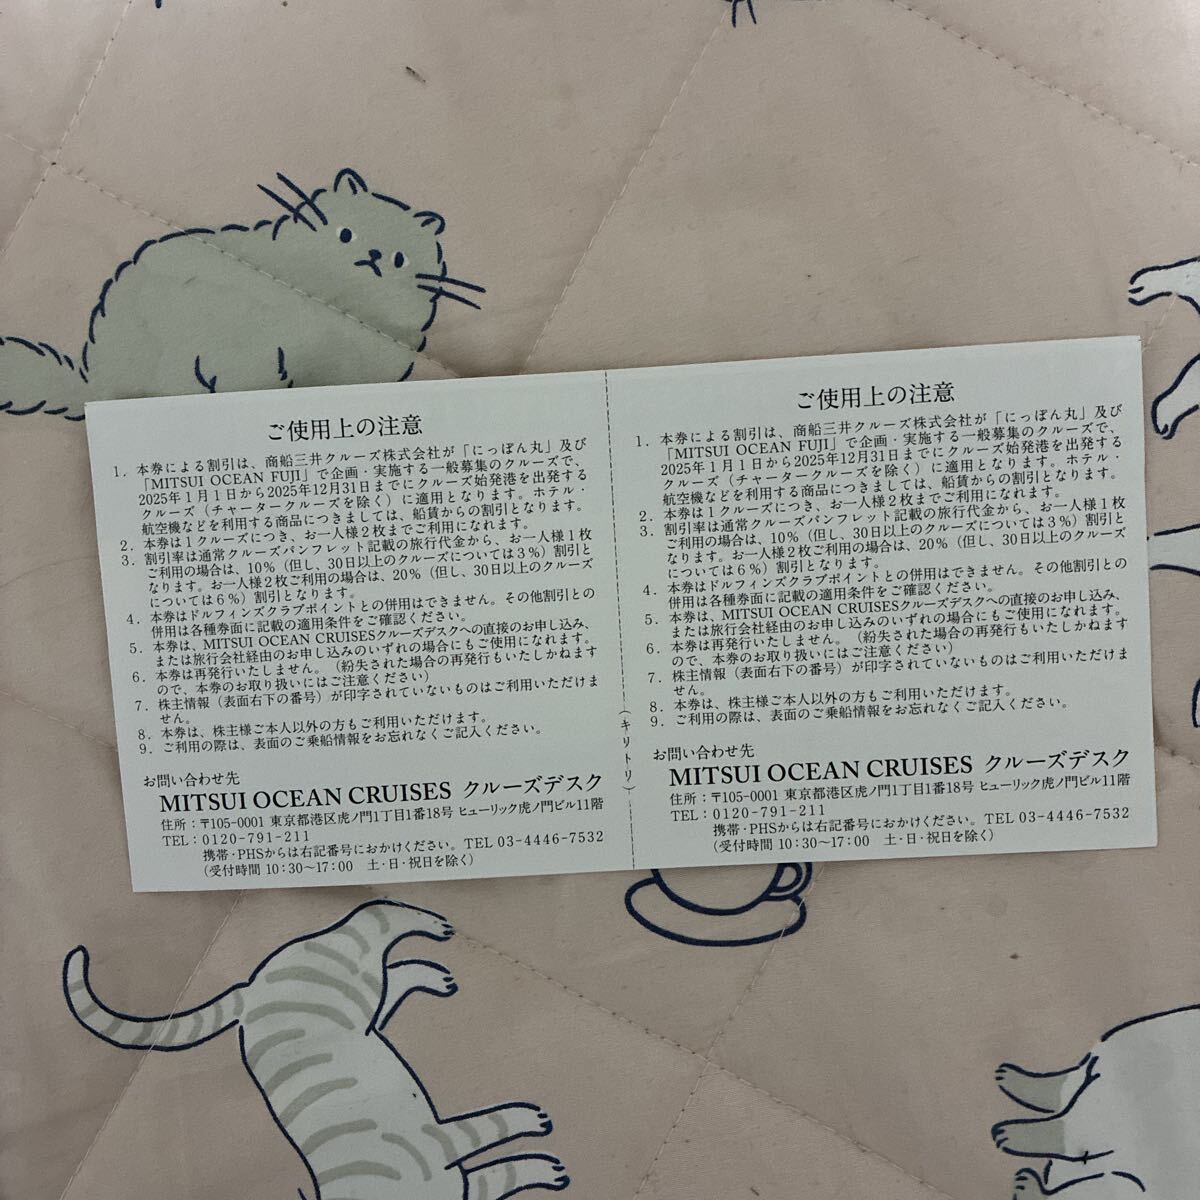 ご使用上の注意
1. 本券による割引は、商船三井クルーズ株式会社が「にっぽん丸」及び
「MITSUI OCEAN FUJI」で企画・実施する一般募集のクルーズで、
2025年1月1日から2025年12月31日までにクルーズ始発港を出発する
クルーズ（チャータークルーズを除く）に適用となります。ホテル・
航空機などを利用する商品につきましては、船賃からの割引となります。
2. 本券は1クルーズにつき、お一人様2枚までご利用になれます。
3. 割引率は通常クルーズパンフレット記載の旅行代金から、お一人様1枚
ご利用の場合は、10%（但し、30日以上のクルーズについては3%）割引と
なります。お一人様2枚ご利用の場合は、20%（但し、30日以上のクルーズ
については6%）割引となります。
4. 本券はドルフィンズクラブポイントとの併用はできません。その他割引との
併用は各種券面に記載の適用条件をご確認ください。
5. 本券は、MITSUI OCEAN CRUISESクルーズデスクへの直接のお申し込み、
または旅行会社経由のお申し込みのいずれの場合にもご使用になれます。
6. 本券は再発行いたしません。（紛失された場合の再発行もいたしかねます
ので、本券のお取り扱いにはご注意ください）
7. 株主情報（表面右下の番号）が印字されていないものはご利用いただけま
せん。
8. 本券は、株主様ご本人以外の方もご利用いただけます。
9. ご利用の際は、表面のご乗船情報をお忘れなくご記入ください。
お問い合わせ先
MITSUI OCEAN CRUISES クルーズデスク
住所：〒105-0001 東京都港区虎ノ門1丁目1番18号 ヒューリック虎ノ門ビル11階
TEL：0120-791-211
携帯・PHSからは右記番号におかけください。TEL 03-4446-7532
（受付時間 10:30〜17:00 土・日・祝日を除く）
（キリトリ）
ご使用上の注意
1. 本券による割引は、商船三井クルーズ株式会社が「にっぽん丸」及び
「MITSUI OCEAN FUJI」で企画・実施する一般募集のクルーズで、
2025年1月1日から2025年12月31日までにクルーズ始発港を出発する
クルーズ（チャータークルーズを除く）に適用となります。ホテル・
航空機などを利用する商品につきましては、船賃からの割引となります。
2. 本券は1クルーズにつき、お一人様2枚までご利用になれます。
3. 割引率は通常クルーズパンフレット記載の旅行代金から、お一人様1枚
ご利用の場合は、10%（但し、30日以上のクルーズについては3%）割引と
なります。お一人様2枚ご利用の場合は、20%（但し、30日以上のクルーズ
については6%）割引となります。
4. 本券はドルフィンズクラブポイントとの併用はできません。その他割引との
併用は各種券面に記載の適用条件をご確認ください。
5. 本券は、MITSUI OCEAN CRUISESクルーズデスクへの直接のお申し込み、
または旅行会社経由のお申し込みのいずれの場合にもご使用になれます。
6. 本券は再発行いたしません。（紛失された場合の再発行もいたしかねます
ので、本券のお取り扱いにはご注意ください）
7. 株主情報（表面右下の番号）が印字されていないものはご利用いただけま
せん。
8. 本券は、株主様ご本人以外の方もご利用いただけます。
9. ご利用の際は、表面のご乗船情報をお忘れなくご記入ください。
お問い合わせ先
MITSUI OCEAN CRUISES クルーズデスク
住所：〒105-0001 東京都港区虎ノ門1丁目1番18号 ヒューリック虎ノ門ビル11階
TEL：0120-791-211
携帯・PHSからは右記番号におかけください。TEL 03-4446-7532
（受付時間 10:30〜17:00 土・日・祝日を除く）